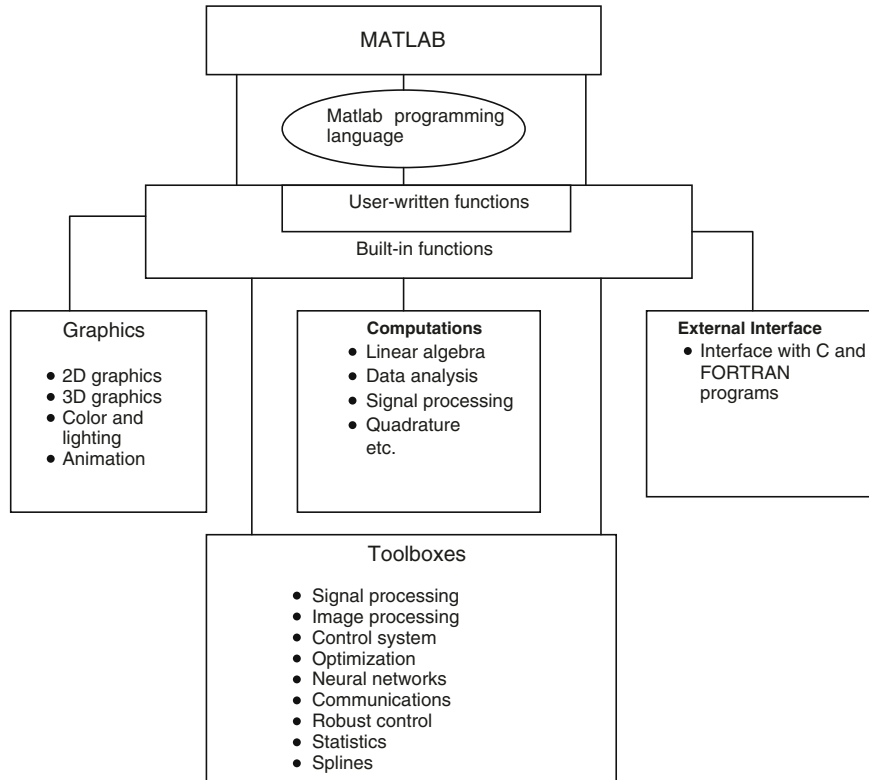 MATLAB
Matlab programming
language
User-written functions
Built-in functions
Graphics
• 2D graphics
• 3D graphics
• Color and
lighting
• Animation
Computations
• Linear algebra
• Data analysis
• Signal processing
• Quadrature
etc.
External Interface
• Interface with C and
FORTRAN
programs
Toolboxes
• Signal processing
• Image processing
• Control system
• Optimization
• Neural networks
• Communications
• Robust control
• Statistics
• Splines